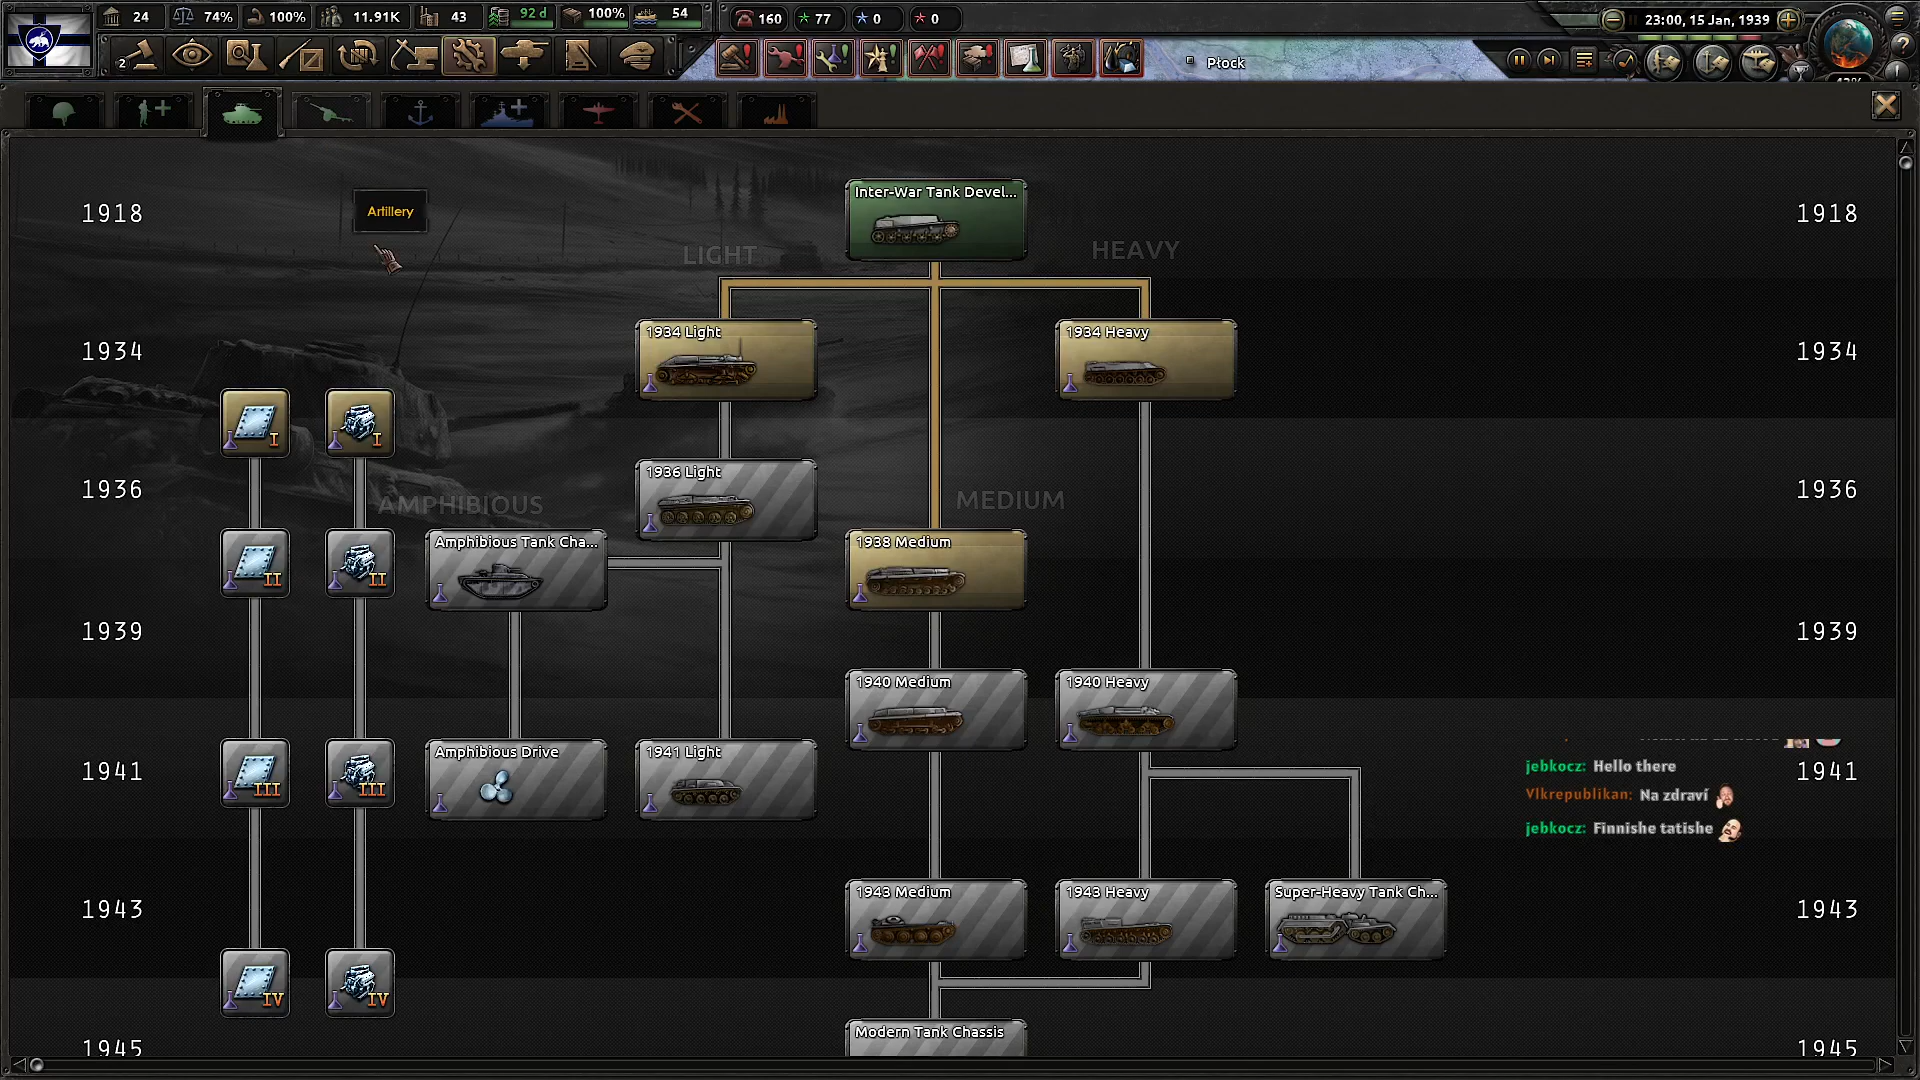 24 74% 100% 11.91K 43 92 d 100% 54 160 77 0 0 23:00, 15 Jan, 1939
2
Płock
1918 Artillery Inter-War Tank Devel... 1918
LIGHT HEAVY
1934 Light 1934 Heavy
1934 1934
I I
1936 Light
1936 AMPHIBIOUS MEDIUM 1936
Amphibious Tank Cha... 1938 Medium
II II
1939 1939
1940 Medium 1940 Heavy
Amphibious Drive 1941 Light
1941 jebkocz: Hello there 1941
III III
Vlkrepublikan: Na zdraví
jebkocz: Finnishe tatishe
1943 Medium 1943 Heavy Super-Heavy Tank Ch...
1943 1943
IV IV
Modern Tank Chassis
1945 1945